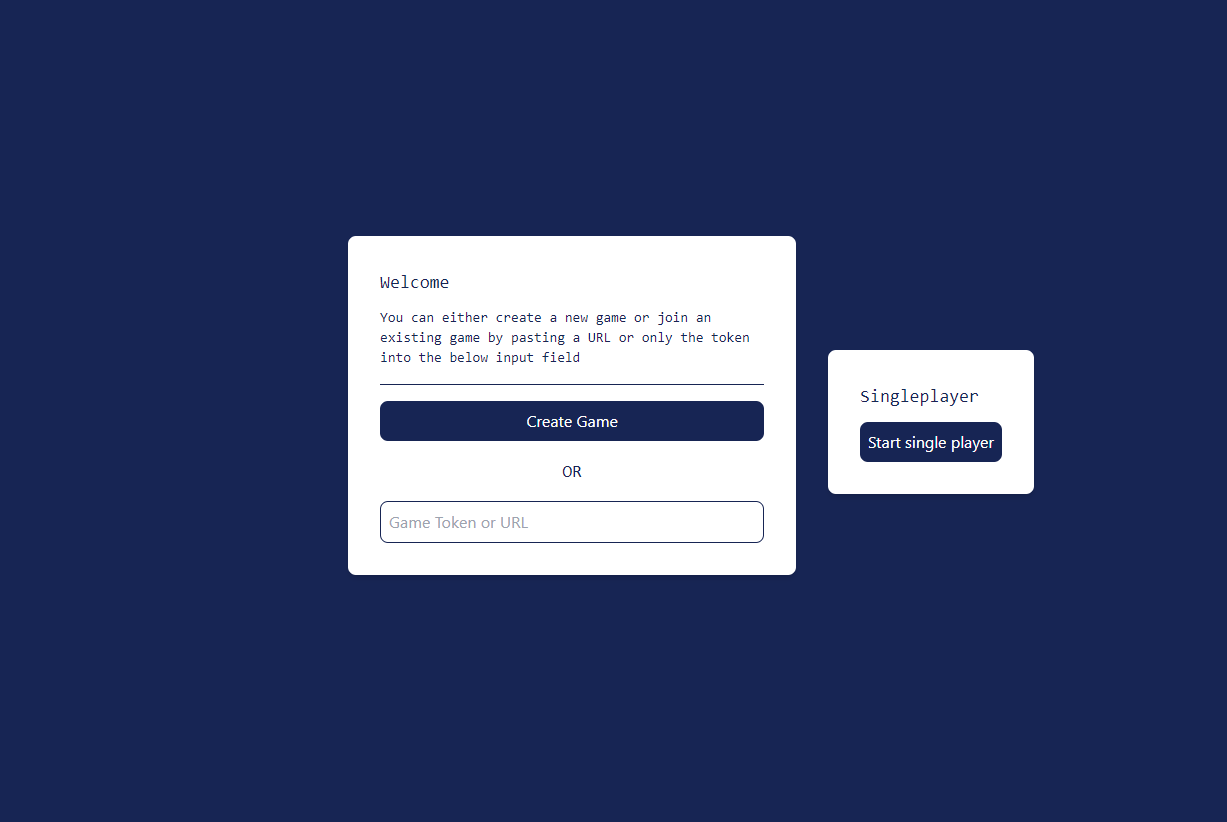 Welcome
You can either create a new game or join an
existing game by pasting a URL or only the token
into the below input field
Create Game
OR
Game Token or URL
Singleplayer
Start single player